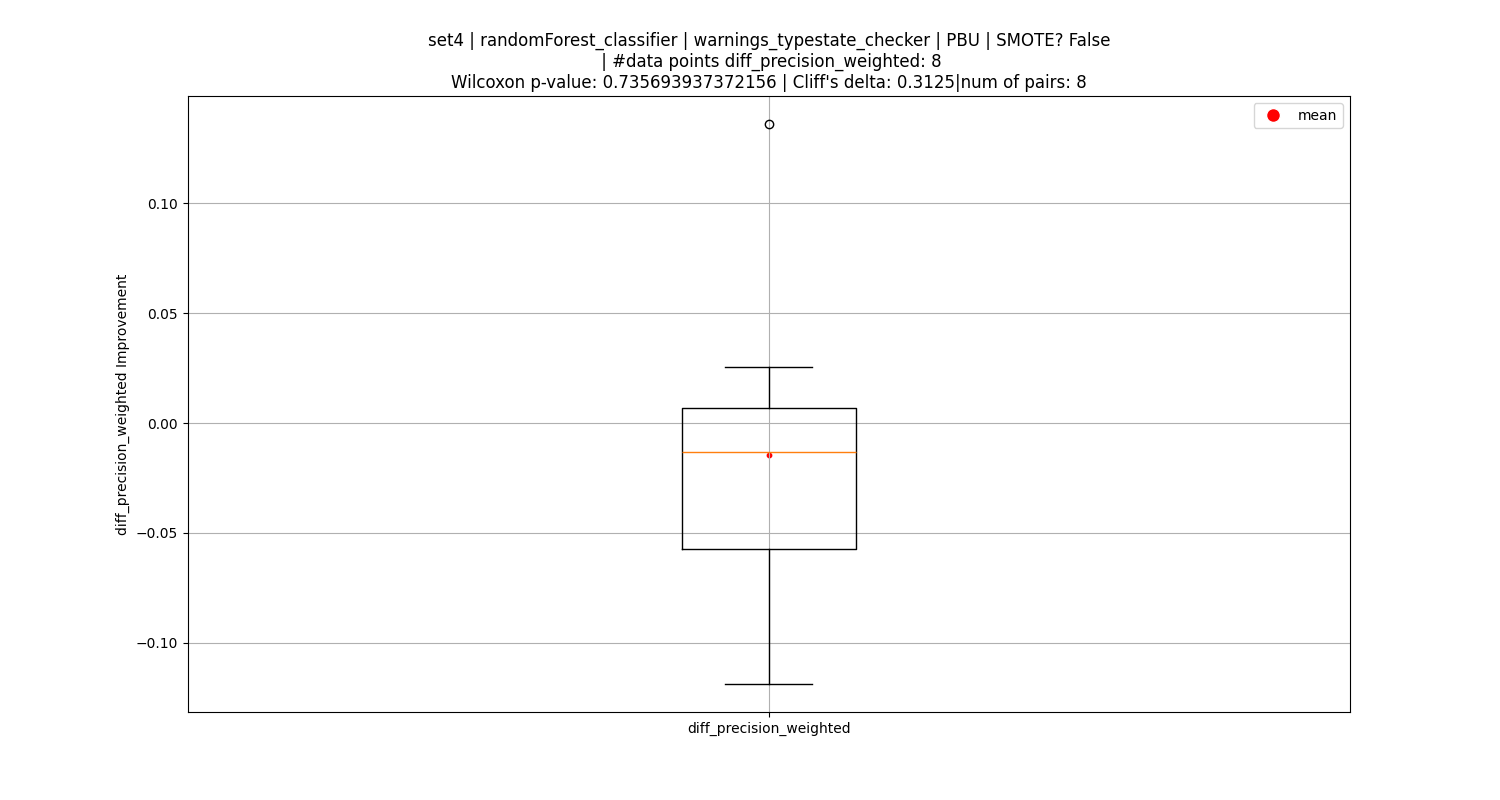 set4 | randomForest_classifier | warnings_typestate_checker | PBU | SMOTE? False
| #data points diff_precision_weighted: 8
Wilcoxon p-value: 0.735693937372156 | Cliff's delta: 0.3125|num of pairs: 8
mean
0.10
0.05
0.00
−0.05
−0.10
diff_precision_weighted Improvement
diff_precision_weighted